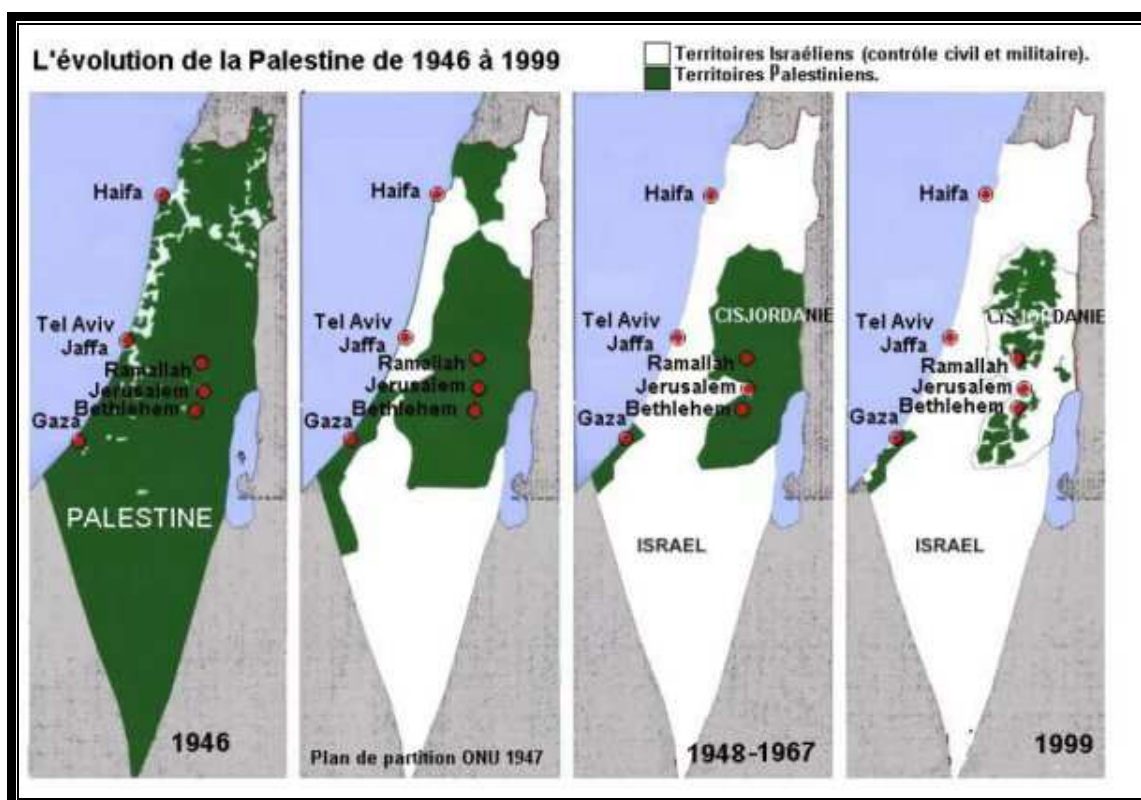 L'évolution de la Palestine de 1946 à 1999
Territoires Israéliens (contrôle civil et militaire).
Territoires Palestiniens.
Haifa
Tel Aviv
Jaffa
Ramallah
Jerusalem
Bethlehem
Gaza
PALESTINE
1946
Haifa
Tel Aviv
Jaffa
Ramallah
Jerusalem
Bethlehem
Gaza
Plan de partition ONU 1947
Haifa
CISJORDANIE
Tel Aviv
Jaffa
Ramallah
Jerusalem
Bethlehem
Gaza
ISRAEL
1948-1967
Haifa
CISJORDANIE
Tel Aviv
Jaffa
Ramallah
Jerusalem
Bethlehem
Gaza
ISRAEL
1999